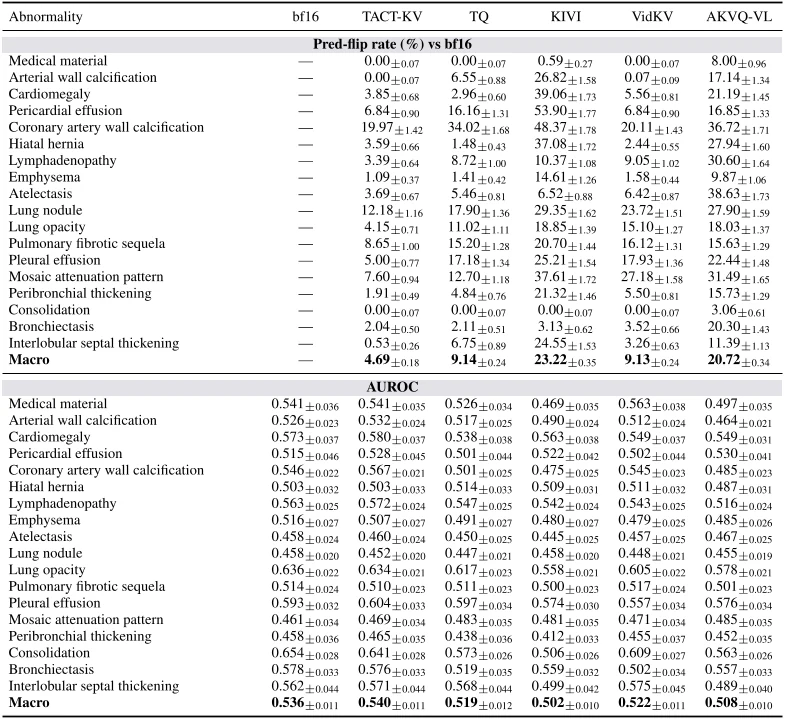 Abnormality bf16 TACT-KV TQ KIVI VidKV AKVQ-VL
Pred-flip rate (%) vs bf16
Medical material — 0.00±0.07 0.00±0.07 0.59±0.27 0.00±0.07 8.00±0.96
Arterial wall calcification — 0.00±0.07 6.55±0.88 26.82±1.58 0.07±0.09 17.14±1.34
Cardiomegaly — 3.85±0.68 2.96±0.60 39.06±1.73 5.56±0.81 21.19±1.45
Pericardial effusion — 6.84±0.90 16.16±1.31 53.90±1.77 6.84±0.90 16.85±1.33
Coronary artery wall calcification — 19.97±1.42 34.02±1.68 48.37±1.78 20.11±1.43 36.72±1.71
Hiatal hernia — 3.59±0.66 1.48±0.43 37.08±1.72 2.44±0.55 27.94±1.60
Lymphadenopathy — 3.39±0.64 8.72±1.00 10.37±1.08 9.05±1.02 30.60±1.64
Emphysema — 1.09±0.37 1.41±0.42 14.61±1.26 1.58±0.44 9.87±1.06
Atelectasis — 3.69±0.67 5.46±0.81 6.52±0.88 6.42±0.87 38.63±1.73
Lung nodule — 12.18±1.16 17.90±1.36 29.35±1.62 23.72±1.51 27.90±1.59
Lung opacity — 4.15±0.71 11.02±1.11 18.85±1.39 15.10±1.27 18.03±1.37
Pulmonary fibrotic sequela — 8.65±1.00 15.20±1.28 20.70±1.44 16.12±1.31 15.63±1.29
Pleural effusion — 5.00±0.77 17.18±1.34 25.21±1.54 17.93±1.36 22.44±1.48
Mosaic attenuation pattern — 7.60±0.94 12.70±1.18 37.61±1.72 27.18±1.58 31.49±1.65
Peribronchial thickening — 1.91±0.49 4.84±0.76 21.32±1.46 5.50±0.81 15.73±1.29
Consolidation — 0.00±0.07 0.00±0.07 0.00±0.07 0.00±0.07 3.06±0.61
Bronchiectasis — 2.04±0.50 2.11±0.51 3.13±0.62 3.52±0.66 20.30±1.43
Interlobular septal thickening — 0.53±0.26 6.75±0.89 24.55±1.53 3.26±0.63 11.39±1.13
Macro — 4.69±0.18 9.14±0.24 23.22±0.35 9.13±0.24 20.72±0.34
AUROC
Medical material 0.541±0.036 0.541±0.035 0.526±0.034 0.469±0.035 0.563±0.038 0.497±0.035
Arterial wall calcification 0.526±0.023 0.532±0.024 0.517±0.025 0.490±0.024 0.512±0.024 0.464±0.021
Cardiomegaly 0.573±0.037 0.580±0.037 0.538±0.038 0.563±0.038 0.549±0.037 0.549±0.031
Pericardial effusion 0.515±0.046 0.528±0.045 0.501±0.044 0.522±0.042 0.502±0.044 0.530±0.041
Coronary artery wall calcification 0.546±0.022 0.567±0.021 0.501±0.025 0.475±0.025 0.545±0.023 0.485±0.023
Hiatal hernia 0.503±0.032 0.503±0.033 0.514±0.033 0.509±0.031 0.511±0.032 0.487±0.031
Lymphadenopathy 0.563±0.025 0.572±0.024 0.547±0.025 0.542±0.024 0.543±0.025 0.516±0.024
Emphysema 0.516±0.027 0.507±0.027 0.491±0.027 0.480±0.027 0.479±0.025 0.485±0.026
Atelectasis 0.458±0.024 0.460±0.024 0.450±0.025 0.445±0.025 0.457±0.025 0.467±0.025
Lung nodule 0.458±0.020 0.452±0.020 0.447±0.021 0.458±0.020 0.448±0.021 0.455±0.019
Lung opacity 0.636±0.022 0.634±0.021 0.617±0.023 0.558±0.021 0.605±0.022 0.578±0.021
Pulmonary fibrotic sequela 0.514±0.024 0.510±0.023 0.511±0.023 0.500±0.023 0.517±0.024 0.501±0.023
Pleural effusion 0.593±0.032 0.604±0.033 0.597±0.034 0.574±0.030 0.557±0.034 0.576±0.034
Mosaic attenuation pattern 0.461±0.034 0.469±0.034 0.483±0.035 0.481±0.035 0.471±0.034 0.485±0.035
Peribronchial thickening 0.458±0.036 0.465±0.035 0.438±0.036 0.412±0.033 0.455±0.037 0.452±0.035
Consolidation 0.654±0.028 0.641±0.028 0.573±0.026 0.506±0.026 0.609±0.027 0.563±0.026
Bronchiectasis 0.578±0.033 0.576±0.033 0.519±0.035 0.559±0.032 0.502±0.034 0.557±0.033
Interlobular septal thickening 0.562±0.044 0.571±0.044 0.568±0.044 0.499±0.042 0.575±0.045 0.489±0.040
Macro 0.536±0.011 0.540±0.011 0.519±0.012 0.502±0.010 0.522±0.011 0.508±0.010